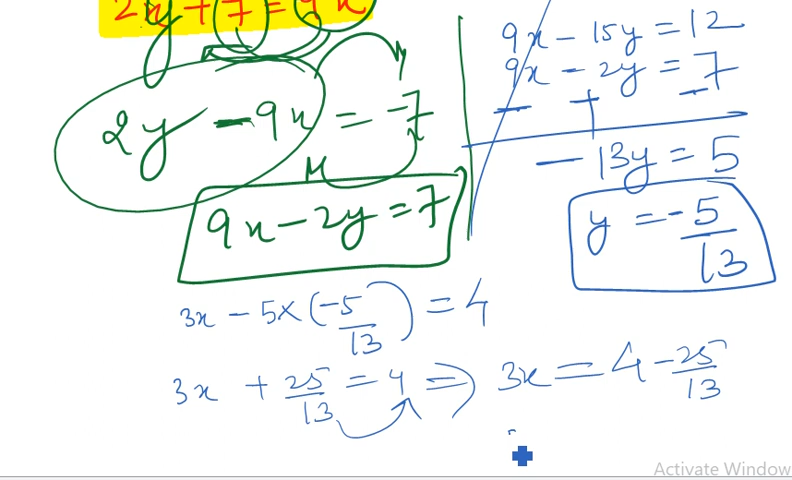 2y + 7 = 9x
2y - 9x = -7
9x - 2y = 7
9x - 15y = 12
9x - 2y = 7
- + -
- 13y = 5
y = -5/13
3x - 5x(-5/13) = 4
3x + 25/13 = 4 ⇒ 3x = 4 - 25/13
Activate Window